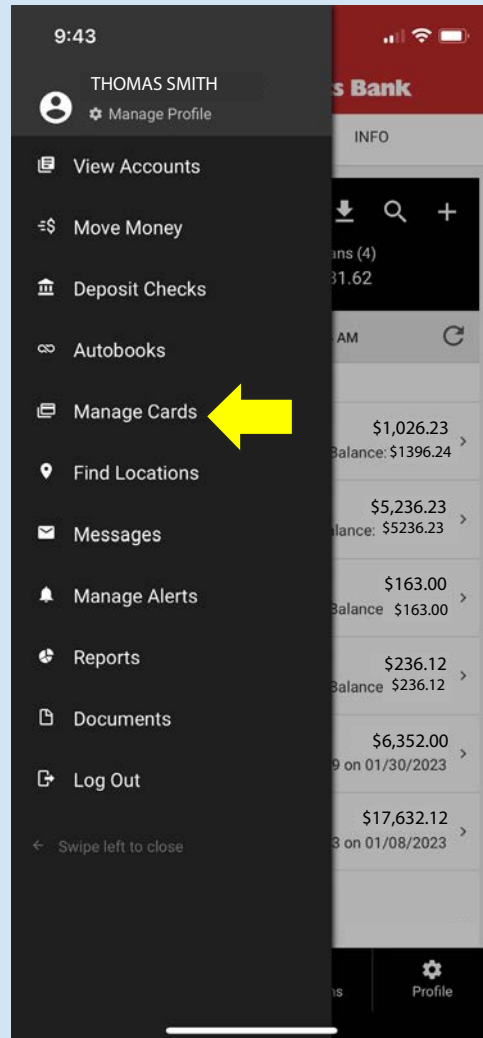 9:43
THOMAS SMITH
Manage Profile
s Bank
INFO
View Accounts
Move Money
Deposit Checks
Autobooks
Manage Cards
Find Locations
Messages
Manage Alerts
Reports
Documents
Log Out
← Swipe left to close
ans (4)
31.62
AM
$1,026.23
Balance: $1396.24
$5,236.23
lance: $5236.23
$163.00
Balance $163.00
$236.12
Balance $236.12
$6,352.00
9 on 01/30/2023
$17,632.12
3 on 01/08/2023
ns
Profile